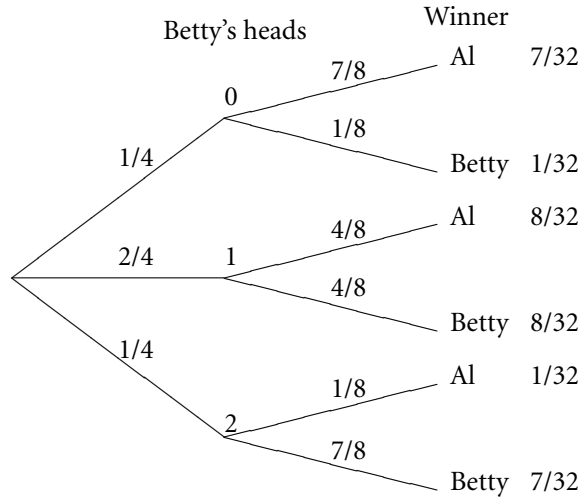 Winner
Betty's heads
7/8 Al 7/32
0
1/8
1/4 Betty 1/32
4/8 Al 8/32
2/4 1
4/8
Betty 8/32
1/4 Al 1/32
1/8
2
7/8
Betty 7/32